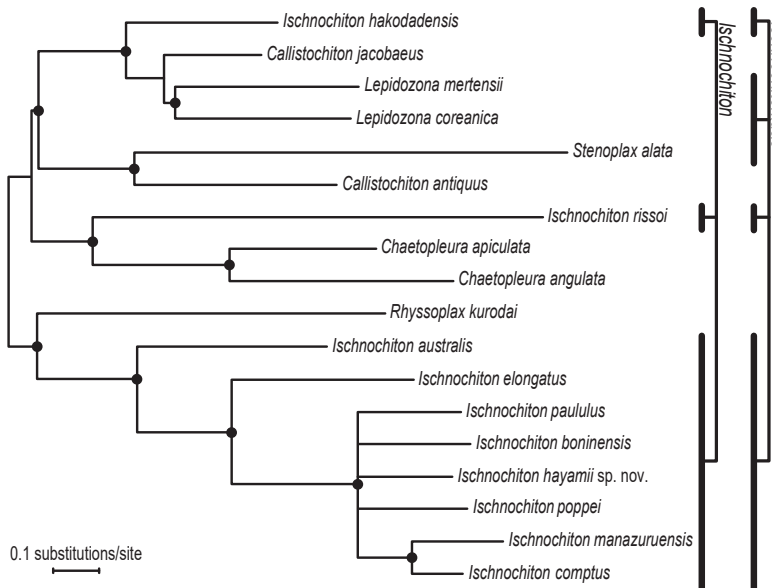 Ischnochiton hakodadensis
Callistochiton jacobaeus
Lepidozona mertensii
Lepidozona coreanica
Stenoplax alata
Callistochiton antiquus
Ischnochiton rissoi
Chaetopleura apiculata
Chaetopleura angulata
Rhyssoplax kurodai
Ischnochiton australis
Ischnochiton elongatus
Ischnochiton paululus
Ischnochiton boninensis
Ischnochiton hayamii sp. nov.
Ischnochiton poppei
Ischnochiton manazuruensis
Ischnochiton comptus
Ischnochiton
0.1 substitutions/site